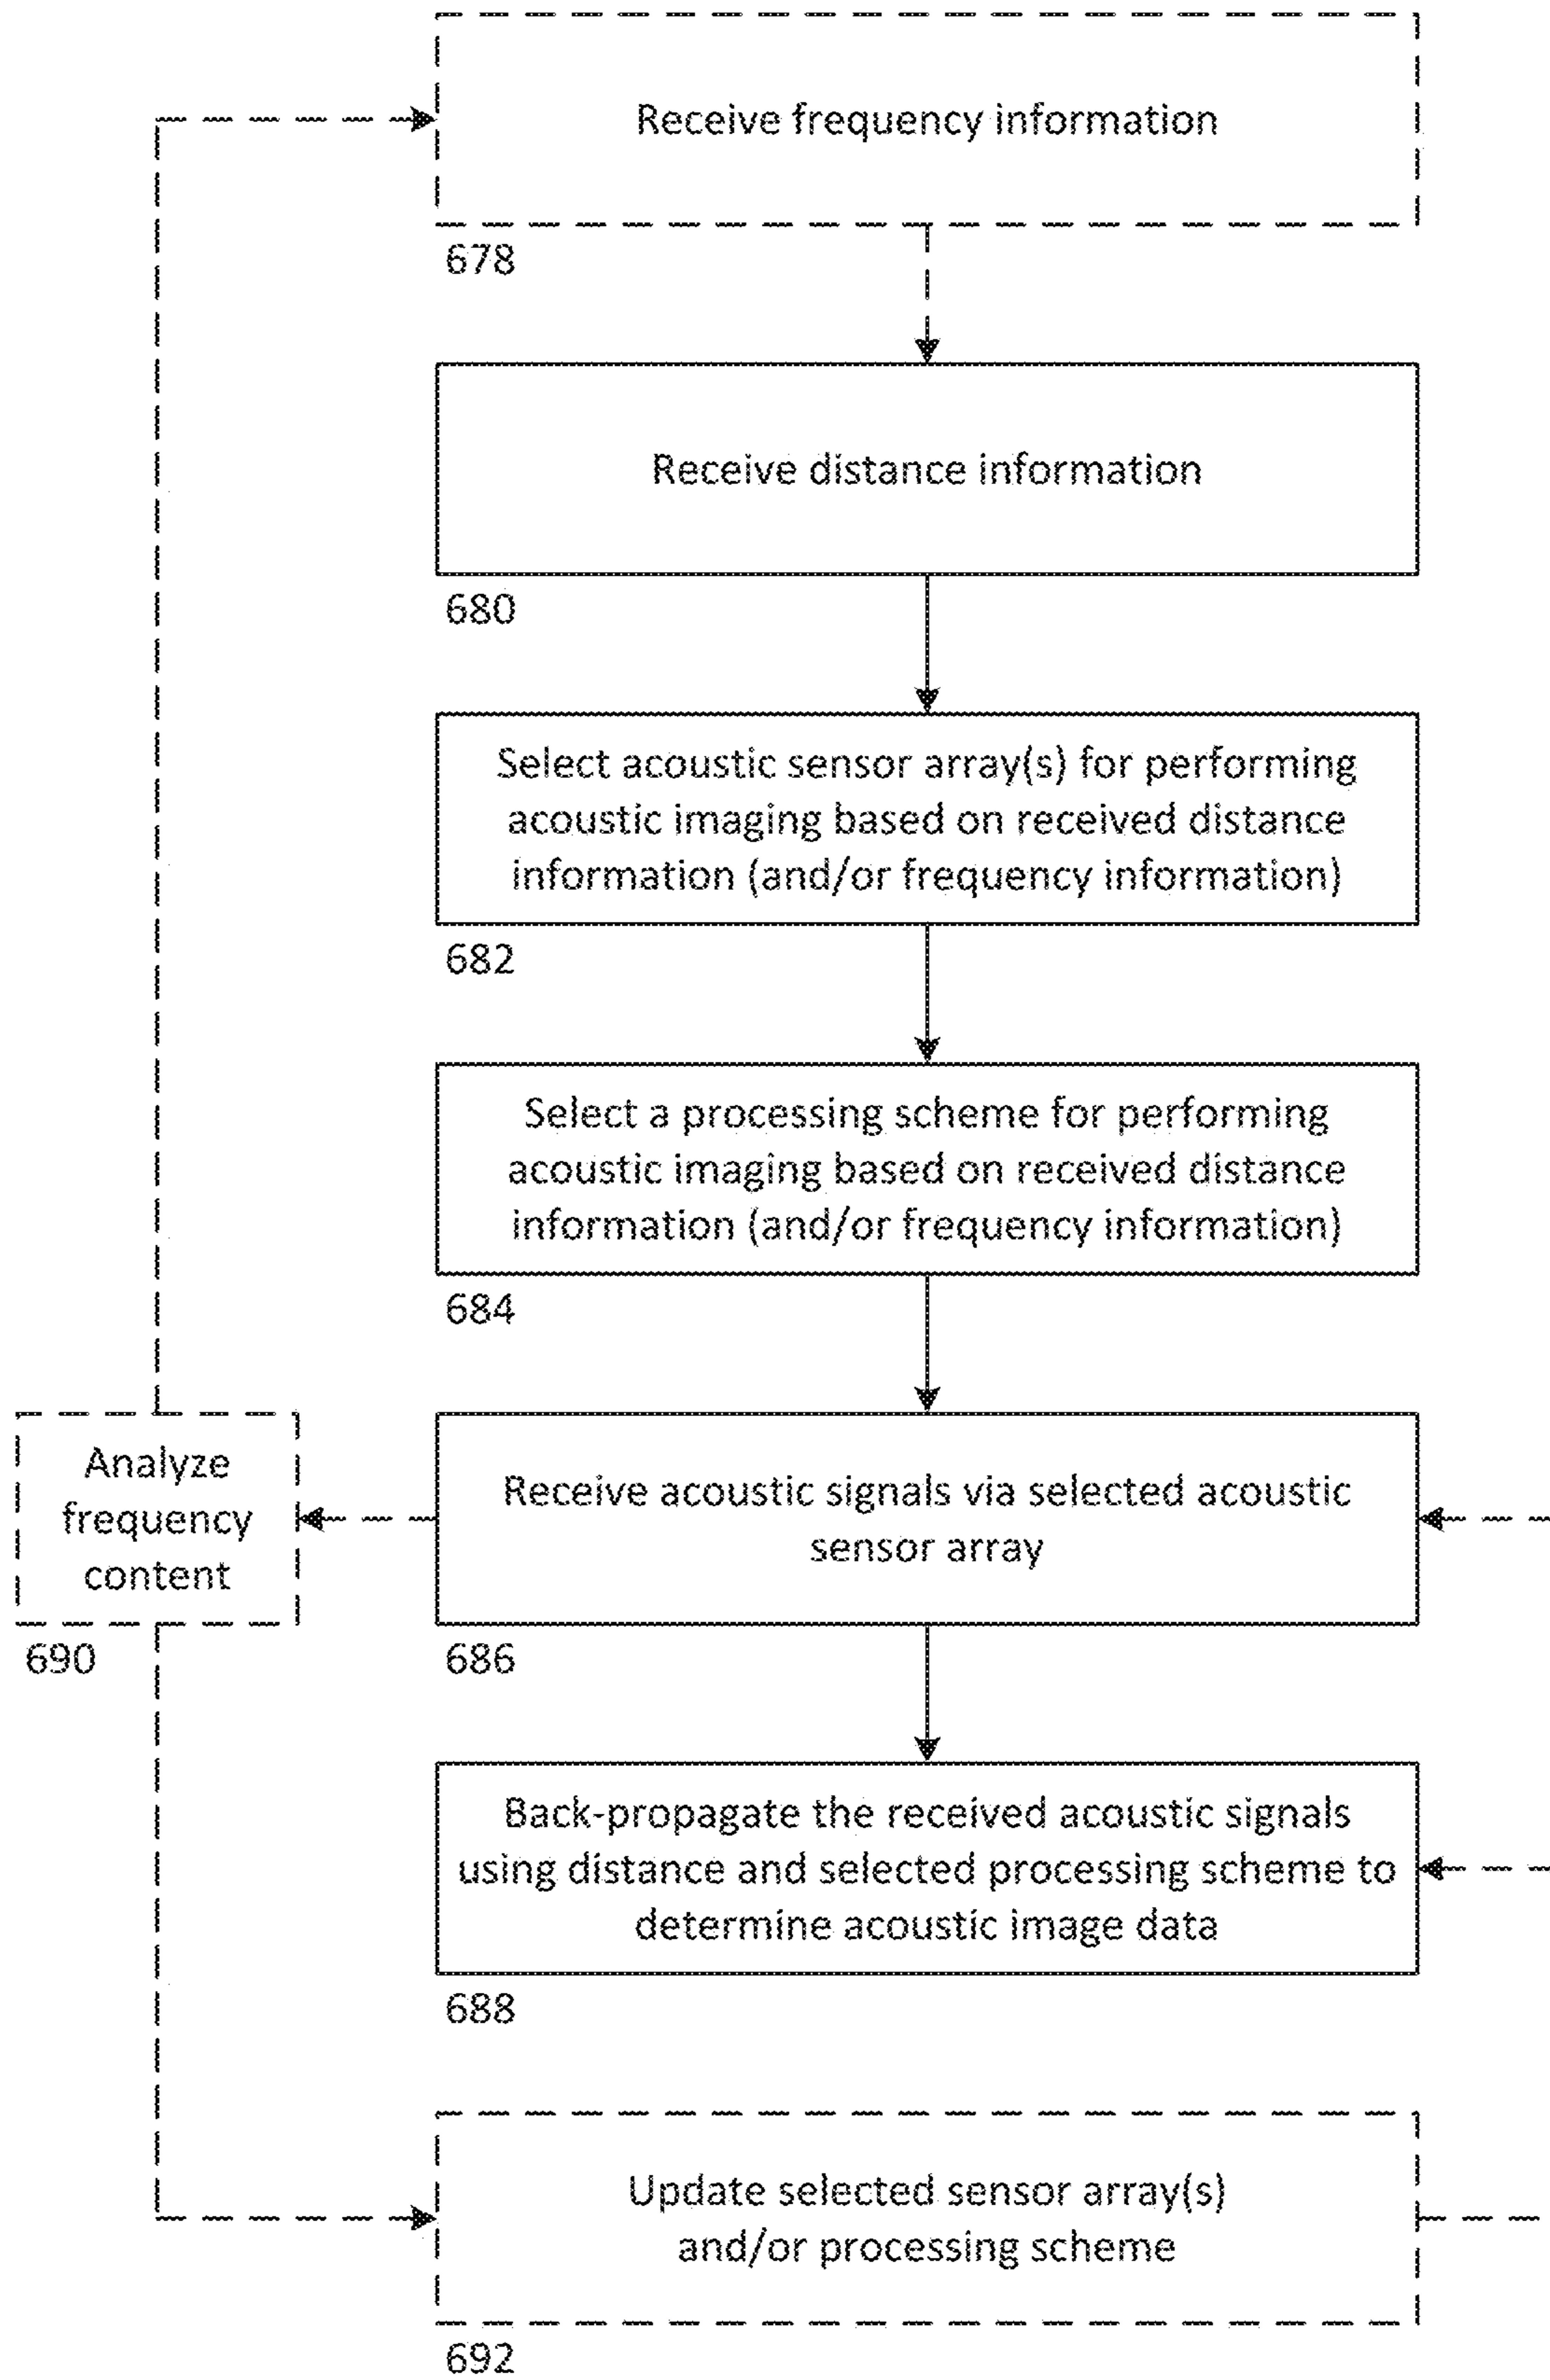 Receive frequency information
678
Receive distance information
680
Select acoustic sensor array(s) for performing
acoustic imaging based on received distance
information (and/or frequency information)
682
Select a processing scheme for performing
acoustic imaging based on received distance
information (and/or frequency information)
684
Analyze
frequency
content
690
Receive acoustic signals via selected acoustic
sensor array
686
Back-propagate the received acoustic signals
using distance and selected processing scheme to
determine acoustic image data
688
Update selected sensor array(s)
and/or processing scheme
692